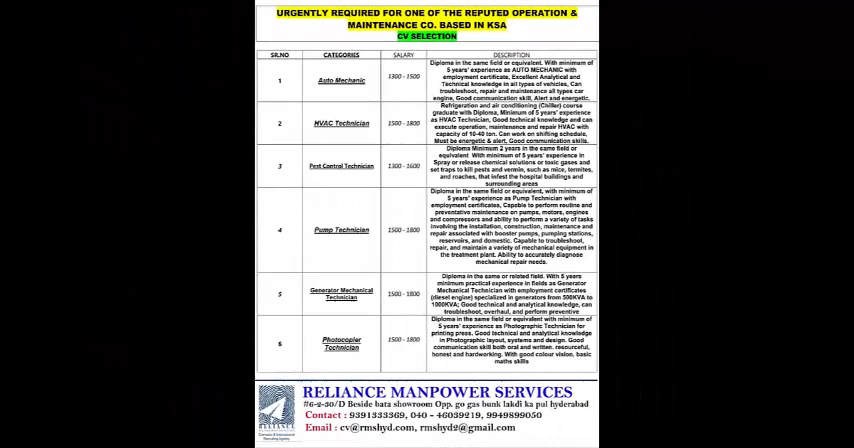 URGENTLY REQUIRED FOR ONE OF THE REPUTED OPERATION &
MAINTENANCE CO. BASED IN KSA
CV SELECTION
SR.NO CATEGORIES SALARY DESCRIPTION
1 Auto Mechanic 1300 - 1500
Diploma in the same field or equivalent. With minimum of
5 years' experience as AUTO MECHANIC with
employment certificate, Excellent Analytical and
Technical knowledge in all types of vehicles, Can
troubleshoot, repair and maintenance all types car
engine, Good communication skill, Alert and energetic,
2 HVAC Technician 1500 - 1800
Refrigeration and air conditioning (Chiller) course
graduate with Diploma, Minimum of 5 years' experience
as HVAC Technician, Good technical knowledge and can
execute operation, maintenance and repair HVAC with
capacity of 10-40 ton. Can work on shifting schedule,
Must be energetic & alert, Good communication skills.
3 Pest Control Technician 1300 - 1600
Diploma Minimum 2 years in the same field or
equivalent With minimum of 5 years' experience in
Spray or release chemical solutions or toxic gases and
set traps to kill pests and vermin, such as mice, termites,
and roaches, that infest the hospital buildings and
surrounding areas
4 Pump Technician 1500 - 1800
Diploma in the same field or equivalent, with minimum of
5 years' experience as Pump Technician with
employment certificates, Capable to perform routine and
preventative maintenance on pumps, motors, engines
and compressors and ability to perform a variety of tasks
involving the installation, construction, maintenance and
repair associated with booster pumps, pumping stations,
reservoirs, and domestic. Capable to troubleshoot,
repair, and maintain a variety of mechanical equipment in
the treatment plant. Ability to accurately diagnose
mechanical repair needs.
5 Generator Mechanical
Technician 1500 - 1800
Diploma in the same or related field. With 5 years
minimum practical experience in fields as Generator
Mechanical Technician with employment certificates
(diesel engine) specialized in generators from 500KVA to
1000KVA; Good technical and analytical knowledge, can
troubleshoot, overhaul, and perform preventive
6 Photocopier
Technician 1500 - 1800
Diploma in the same field or equivalent with minimum of
5 years' experience as Photographic Technician for
printing press. Good technical and analytical knowledge
in Photographic layout, systems and design. Good
communication skill both oral and written. resourceful,
honest and hardworking. With good colour vision, basic
maths skills
RELIANCE MANPOWER SERVICES
#6-2-30/D Beside bata showroom Opp. go gas bunk lakdi ka pul hyderabad
Contact : 9391333369, 040 - 46039219, 9949899050
Email : cv@rmshyd.com, rmshyd2@gmail.com
RELIANCE
Domestic & International
Recruiting Agency